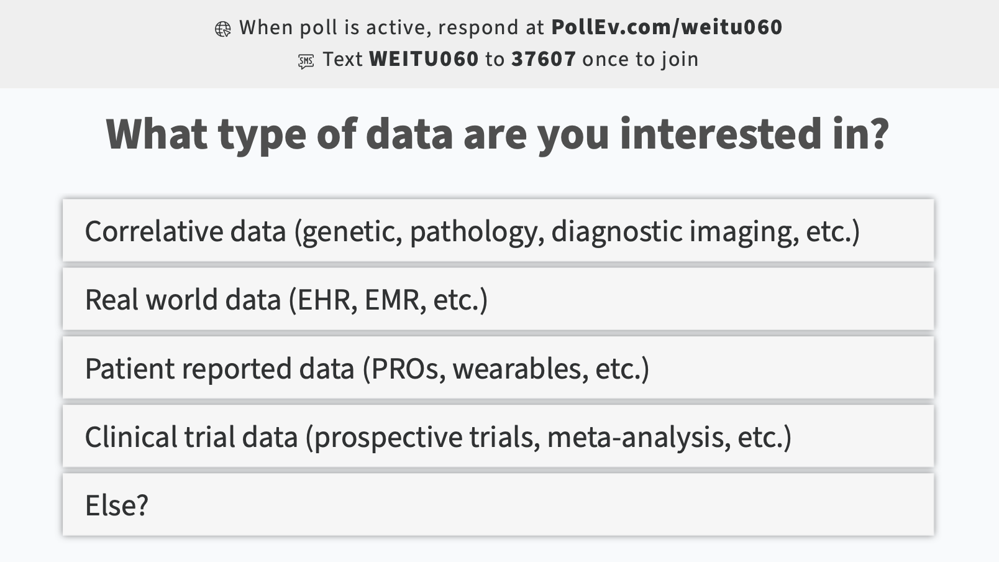 When poll is active, respond at PollEv.com/weitu060
SMS Text WEITU060 to 37607 once to join
What type of data are you interested in?
Correlative data (genetic, pathology, diagnostic imaging, etc.)
Real world data (EHR, EMR, etc.)
Patient reported data (PROs, wearables, etc.)
Clinical trial data (prospective trials, meta-analysis, etc.)
Else?